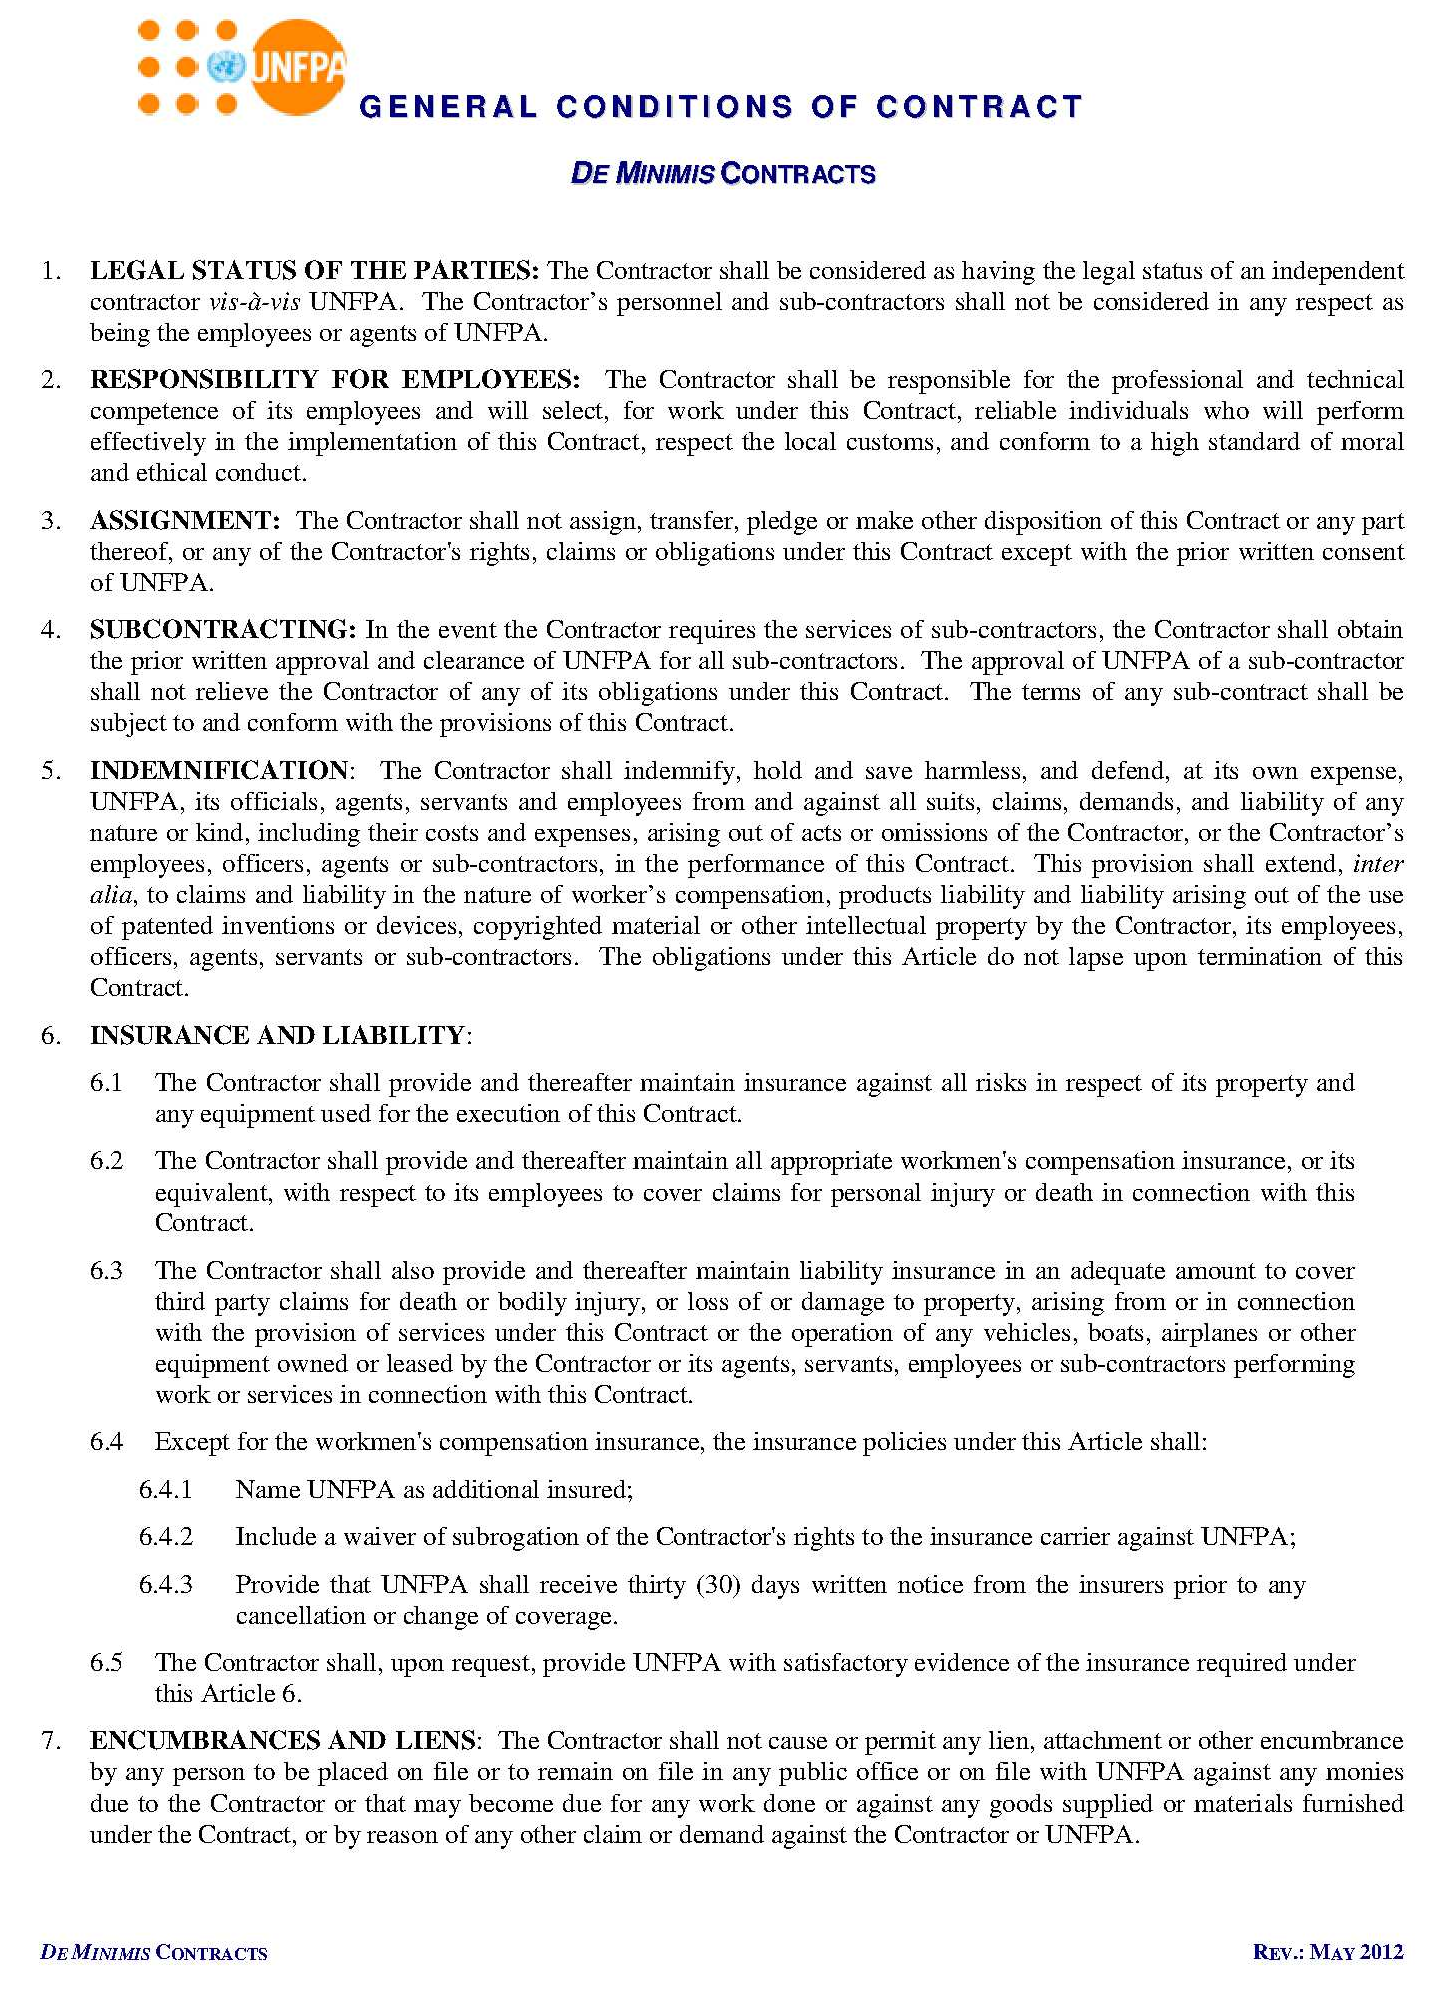 UNFPA
GENERAL CONDITIONS OF CONTRACT
DE MINIMIS CONTRACTS
1. LEGAL STATUS OF THE PARTIES: The Contractor shall be considered as having the legal status of an independent
contractor vis-à-vis UNFPA. The Contractor’s personnel and sub-contractors shall not be considered in any respect as
being the employees or agents of UNFPA.
2. RESPONSIBILITY FOR EMPLOYEES: The Contractor shall be responsible for the professional and technical
competence of its employees and will select, for work under this Contract, reliable individuals who will perform
effectively in the implementation of this Contract, respect the local customs, and conform to a high standard of moral
and ethical conduct.
3. ASSIGNMENT: The Contractor shall not assign, transfer, pledge or make other disposition of this Contract or any part
thereof, or any of the Contractor's rights, claims or obligations under this Contract except with the prior written consent
of UNFPA.
4. SUBCONTRACTING: In the event the Contractor requires the services of sub-contractors, the Contractor shall obtain
the prior written approval and clearance of UNFPA for all sub-contractors. The approval of UNFPA of a sub-contractor
shall not relieve the Contractor of any of its obligations under this Contract. The terms of any sub-contract shall be
subject to and conform with the provisions of this Contract.
5. INDEMNIFICATION: The Contractor shall indemnify, hold and save harmless, and defend, at its own expense,
UNFPA, its officials, agents, servants and employees from and against all suits, claims, demands, and liability of any
nature or kind, including their costs and expenses, arising out of acts or omissions of the Contractor, or the Contractor’s
employees, officers, agents or sub-contractors, in the performance of this Contract. This provision shall extend, inter
alia, to claims and liability in the nature of worker’s compensation, products liability and liability arising out of the use
of patented inventions or devices, copyrighted material or other intellectual property by the Contractor, its employees,
officers, agents, servants or sub-contractors. The obligations under this Article do not lapse upon termination of this
Contract.
6. INSURANCE AND LIABILITY:
6.1 The Contractor shall provide and thereafter maintain insurance against all risks in respect of its property and
any equipment used for the execution of this Contract.
6.2 The Contractor shall provide and thereafter maintain all appropriate workmen's compensation insurance, or its
equivalent, with respect to its employees to cover claims for personal injury or death in connection with this
Contract.
6.3 The Contractor shall also provide and thereafter maintain liability insurance in an adequate amount to cover
third party claims for death or bodily injury, or loss of or damage to property, arising from or in connection
with the provision of services under this Contract or the operation of any vehicles, boats, airplanes or other
equipment owned or leased by the Contractor or its agents, servants, employees or sub-contractors performing
work or services in connection with this Contract.
6.4 Except for the workmen's compensation insurance, the insurance policies under this Article shall:
6.4.1 Name UNFPA as additional insured;
6.4.2 Include a waiver of subrogation of the Contractor's rights to the insurance carrier against UNFPA;
6.4.3 Provide that UNFPA shall receive thirty (30) days written notice from the insurers prior to any
cancellation or change of coverage.
6.5 The Contractor shall, upon request, provide UNFPA with satisfactory evidence of the insurance required under
this Article 6.
7. ENCUMBRANCES AND LIENS: The Contractor shall not cause or permit any lien, attachment or other encumbrance
by any person to be placed on file or to remain on file in any public office or on file with UNFPA against any monies
due to the Contractor or that may become due for any work done or against any goods supplied or materials furnished
under the Contract, or by reason of any other claim or demand against the Contractor or UNFPA.
DE MINIMIS CONTRACTS REV.: MAY 2012